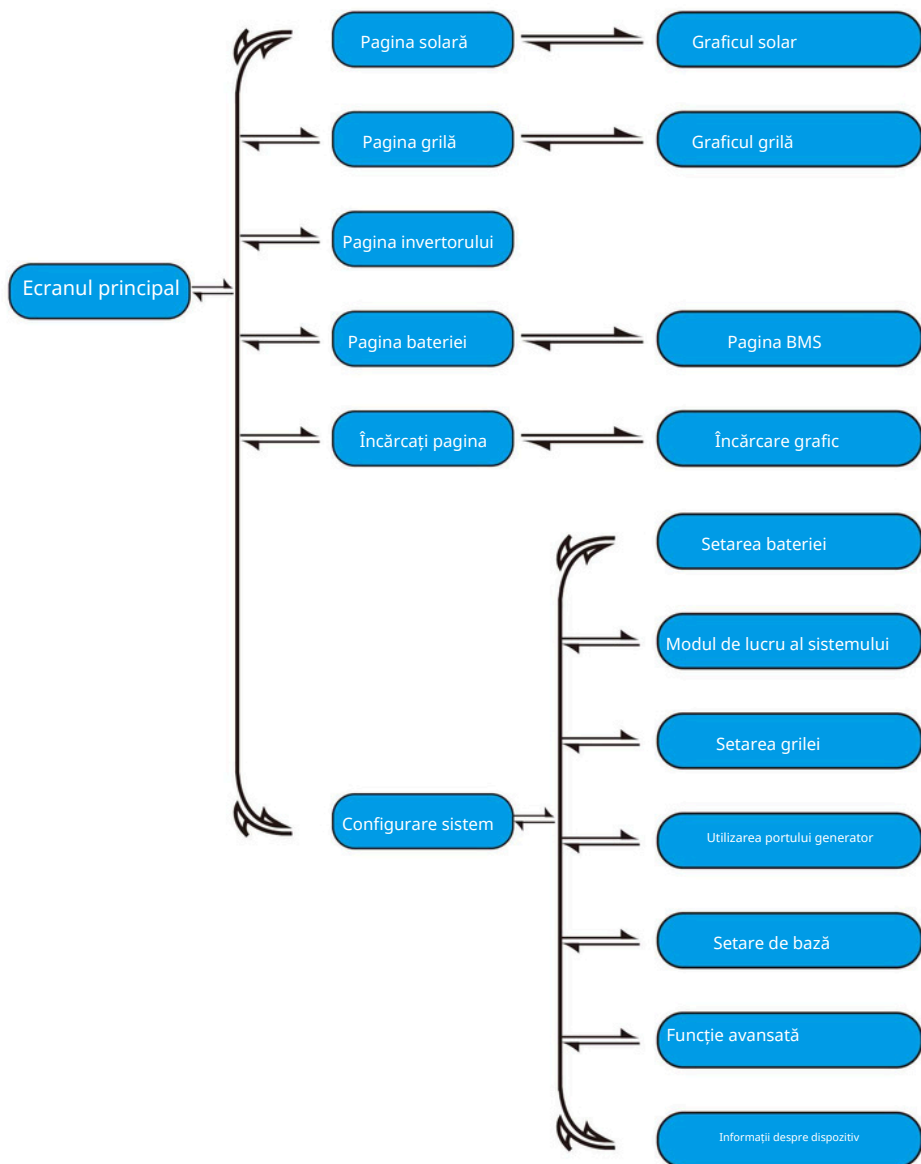 Pagina solară
Graficul solar
Pagina grilă
Graficul grilă
Pagina invertorului
Ecranul principal
Pagina bateriei
Pagina BMS
Încărcați pagina
Încărcare grafic
Setarea bateriei
Modul de lucru al sistemului
Setarea grilei
Configurare sistem
Utilizarea portului generator
Setare de bază
Funcție avansată
Informații despre dispozitiv